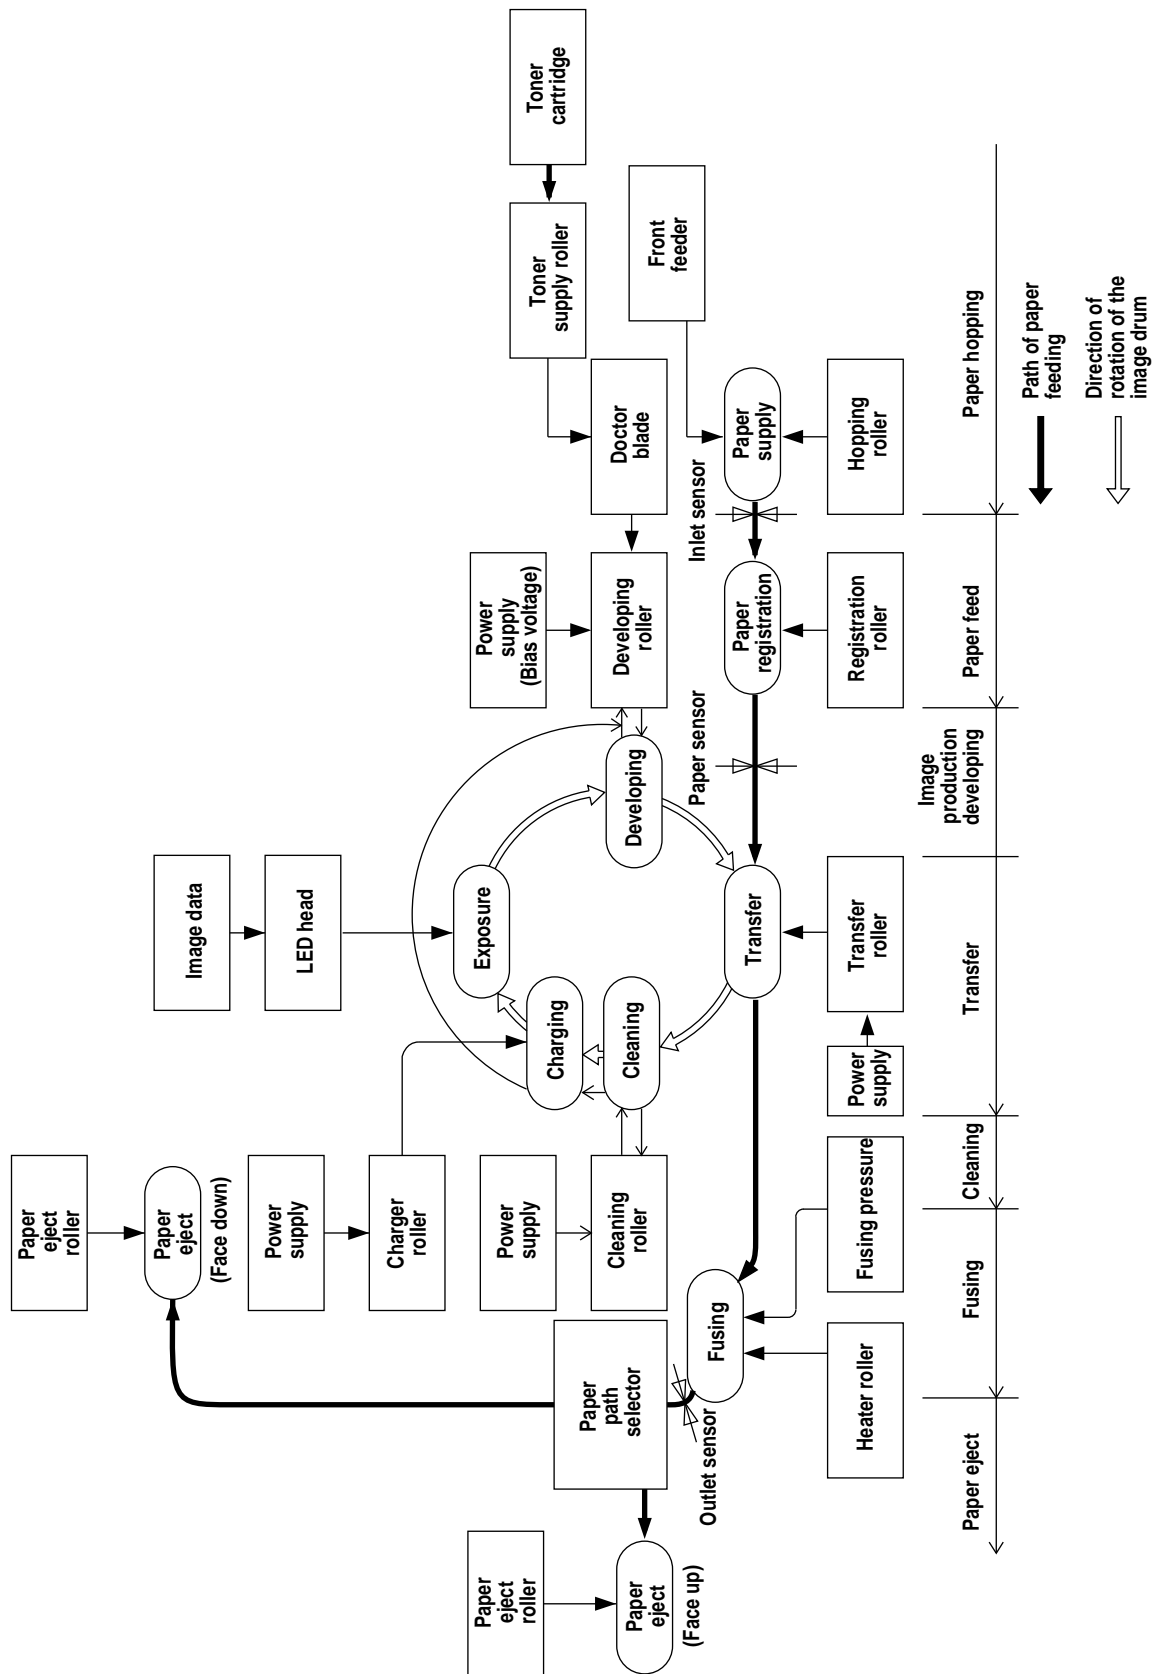 Toner
cartridge
Toner
supply roller
Front
feeder
Doctor
blade
Paper
supply
Hopping
roller
Inlet sensor
Power
supply
(Bias voltage)
Developing
roller
Paper
registration
Registration
roller
Paper sensor
Developing
Image data
LED head
Exposure
Transfer
Transfer
roller
Power
supply
Charging
Cleaning
Paper
eject
roller
Paper
eject
(Face down)
Power
supply
Charger
roller
Power
supply
Cleaning
roller
Fusing pressure
Fusing
Heater roller
Paper
path
selector
Outlet sensor
Paper
eject
roller
Paper
eject
(Face up)
Paper eject
Fusing
Cleaning
Transfer
Image
production
developing
Paper feed
Paper hopping
Path of paper
feeding
Direction of
rotation of the
image drum